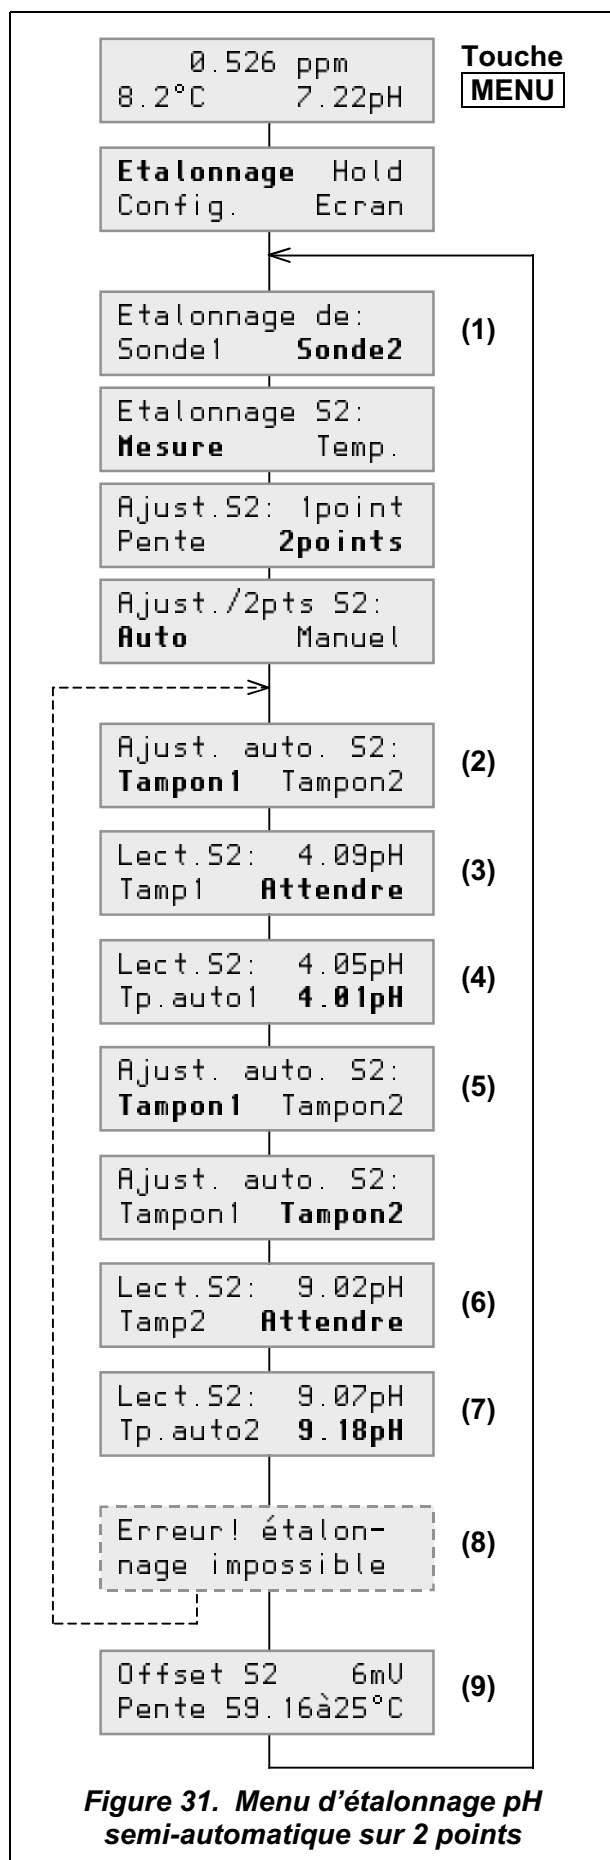 0.526 ppm
8.2°C 7.22pH
Touche
MENU
Etalonnage Hold
Config. Ecran
Etalonnage de:
Sonde1 Sonde2
(1)
Etalonnage S2:
Mesure Temp.
Ajust.S2: 1point
Pente 2points
Ajust./2pts S2:
Auto Manuel
Ajust. auto. S2:
Tampon1 Tampon2
(2)
Lect.S2: 4.09pH
Tamp1 Attendre
(3)
Lect.S2: 4.05pH
Tp.auto1 4.01pH
(4)
Ajust. auto. S2:
Tampon1 Tampon2
(5)
Ajust. auto. S2:
Tampon1 Tampon2
Lect.S2: 9.02pH
Tamp2 Attendre
(6)
Lect.S2: 9.07pH
Tp.auto2 9.18pH
(7)
Erreur! étalon-
nage impossible
(8)
Offset S2 6mV
Pente 59.16à25°C
(9)
Figure 31. Menu d'étalonnage pH
semi-automatique sur 2 points